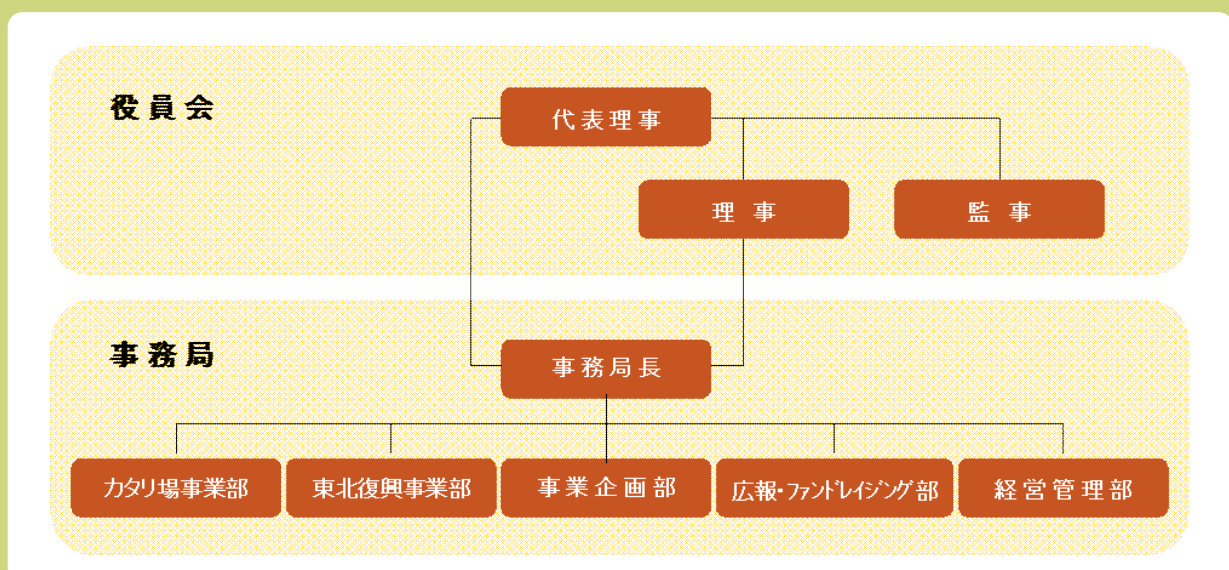 役員会
代表理事
理 事
監 事
事務局
事務局長
カタリ場事業部
東北復興事業部
事業企画部
広報・ファンドレイジング部
経営管理部